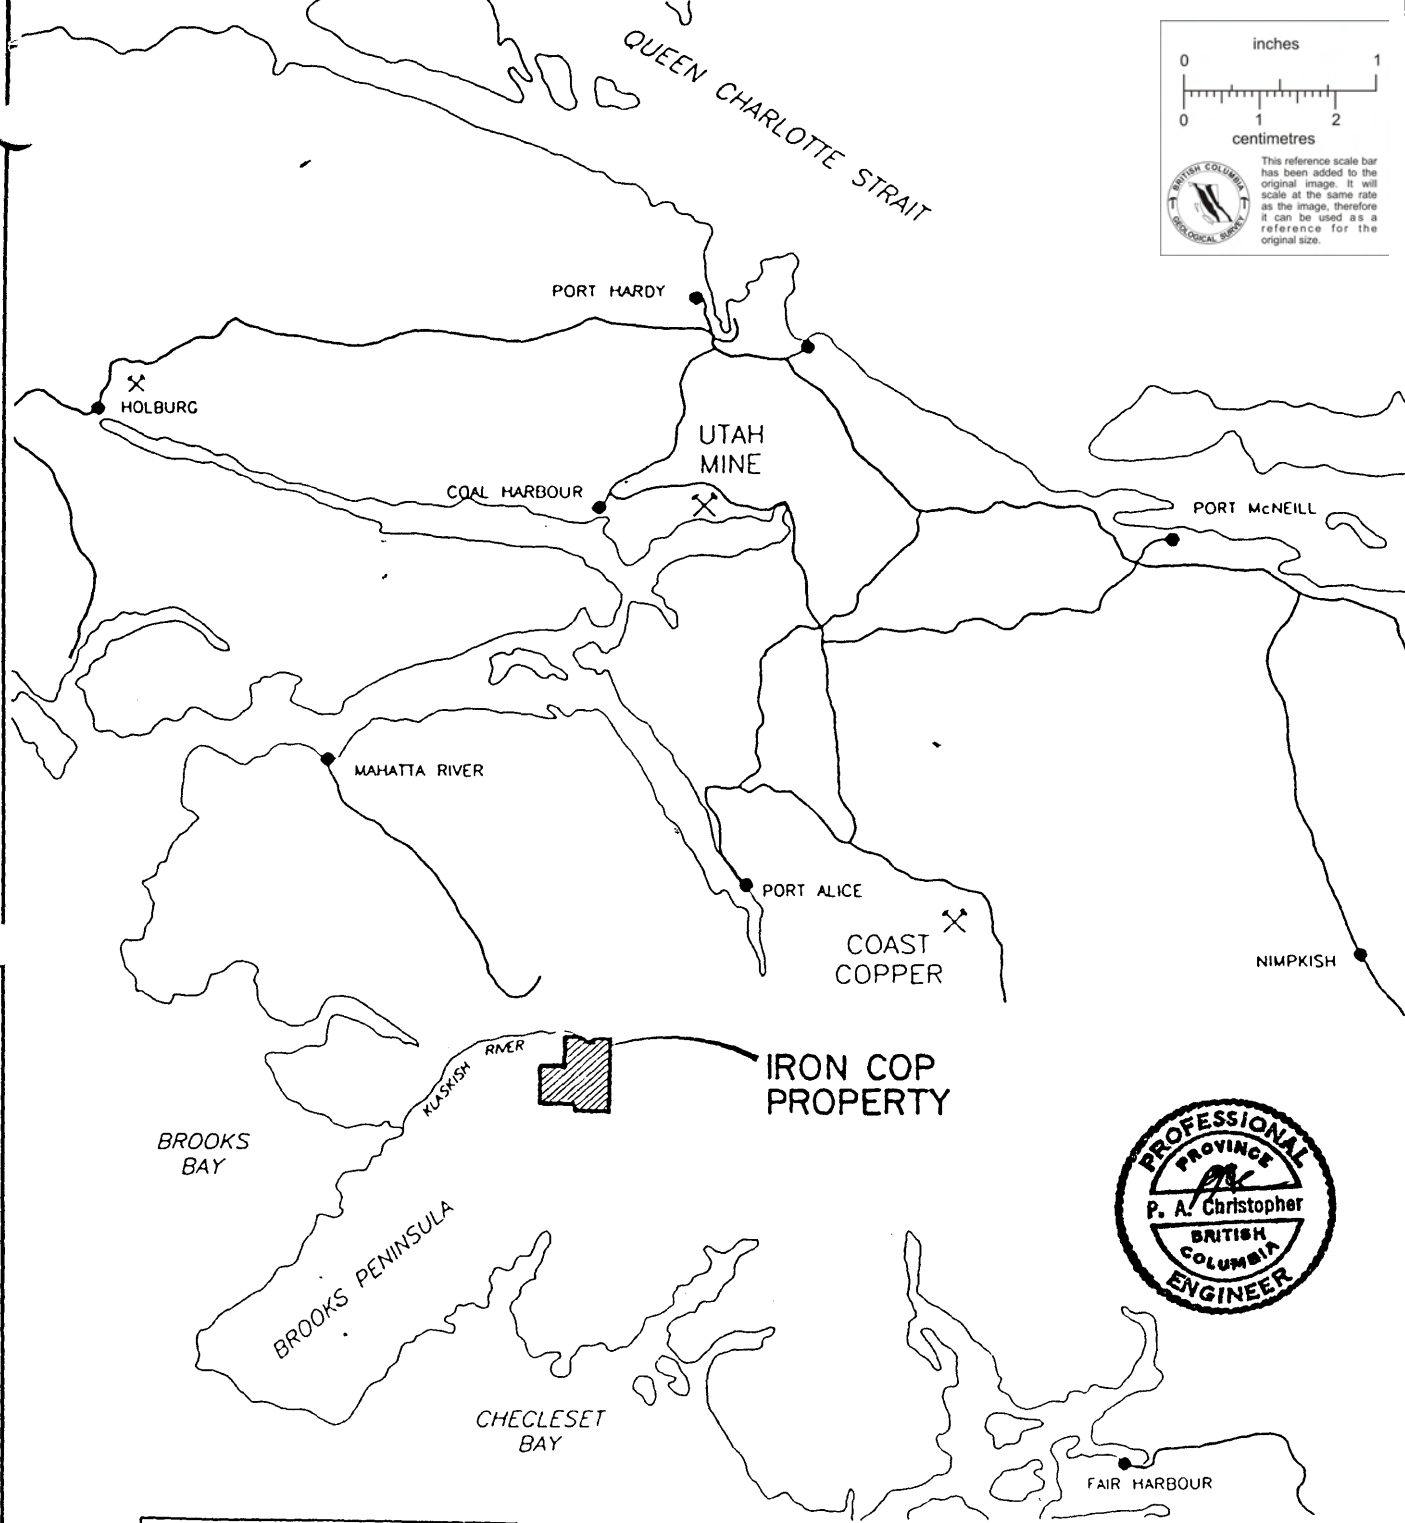 QUEEN CHARLOTTE STRAIT
inches
0 1
0 1 2
centimetres
BRITISH COLUMBIA
GEOLOGICAL SURVEY
This reference scale bar
has been added to the
original image. It will
scale at the same rate
as the image, therefore
it can be used as a
reference for the
original size.
PORT HARDY
HOLBURG
UTAH
MINE
COAL HARBOUR
PORT McNEILL
MAHATTA RIVER
PORT ALICE
COAST
COPPER
NIMPKISH
KLASKISH RIVER
IRON COP
PROPERTY
BROOKS
BAY
PROFESSIONAL
PROVINCE
P. A. Christopher
BRITISH
COLUMBIA
ENGINEER
BROOKS PENINSULA
CHECLESET
BAY
FAIR HARBOUR